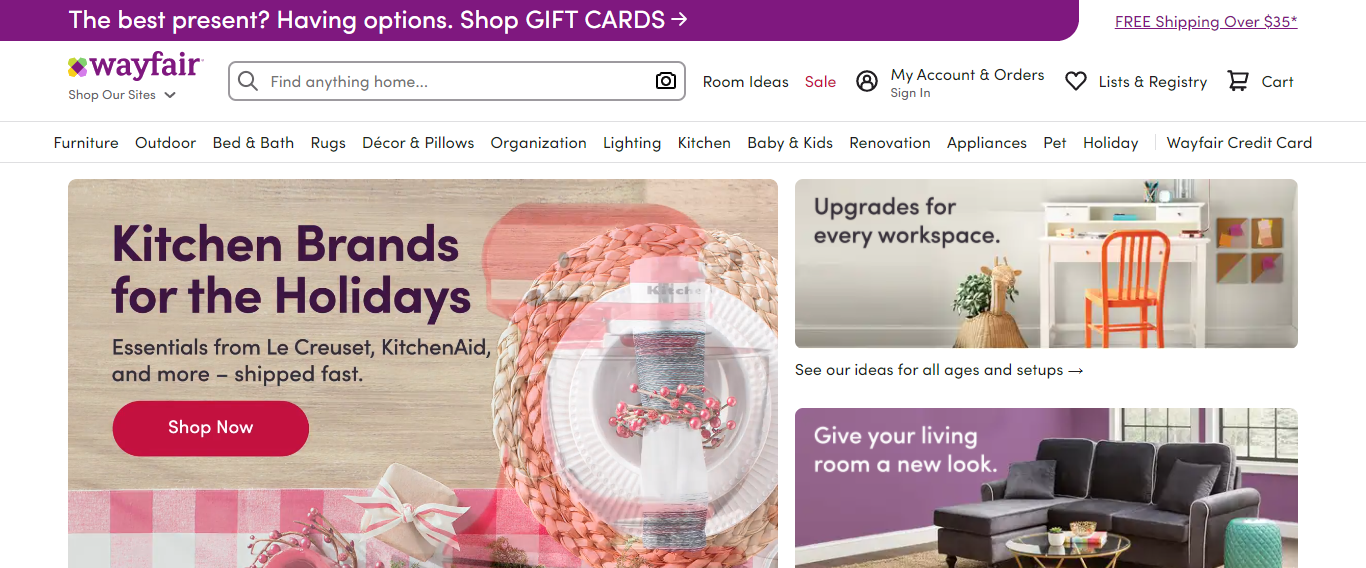 The best present? Having options. Shop GIFT CARDS →
FREE Shipping Over $35*
wayfair
Shop Our Sites
Find anything home...
Room Ideas
Sale
My Account & Orders
Sign In
Lists & Registry
Cart
Furniture
Outdoor
Bed & Bath
Rugs
Décor & Pillows
Organization
Lighting
Kitchen
Baby & Kids
Renovation
Appliances
Pet
Holiday
Wayfair Credit Card
Kitchen Brands
for the Holidays
Essentials from Le Creuset, KitchenAid,
and more – shipped fast.
Shop Now
Upgrades for
every workspace.
See our ideas for all ages and setups →
Give your living
room a new look.